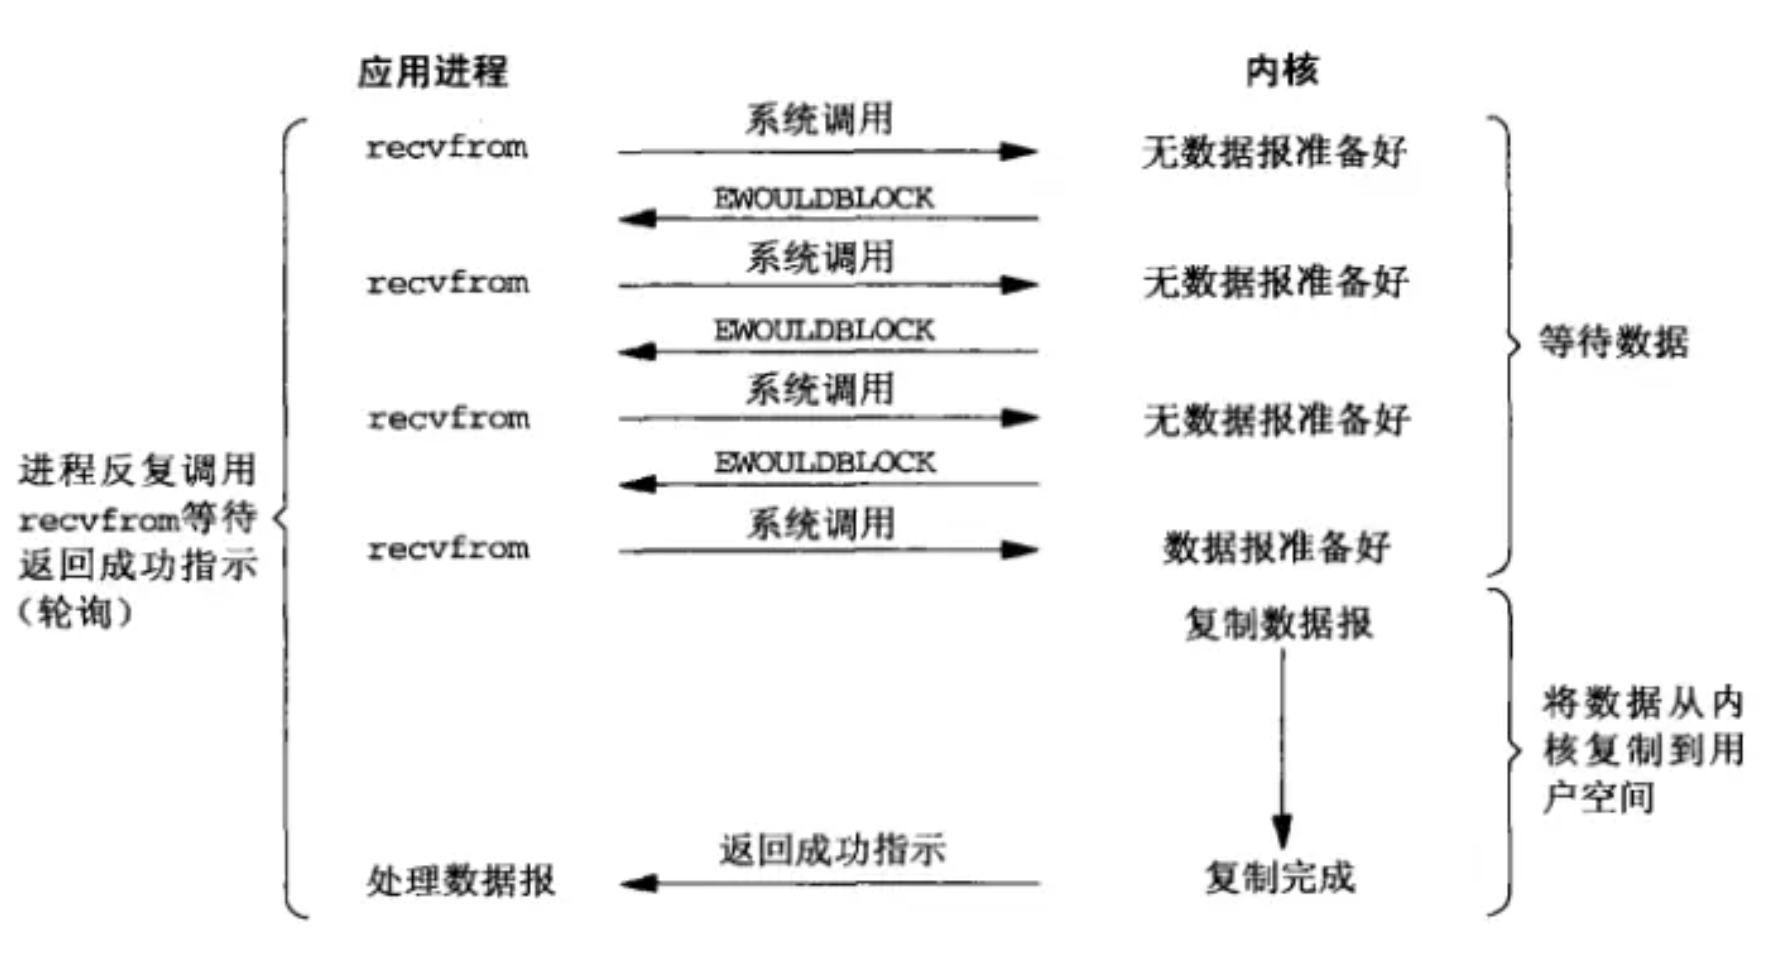 应用进程
内核
recvfrom
系统调用
无数据报准备好
EWOULDBLOCK
recvfrom
系统调用
无数据报准备好
EWOULDBLOCK
recvfrom
系统调用
无数据报准备好
EWOULDBLOCK
recvfrom
系统调用
数据报准备好
等待数据
进程反复调用
recvfrom等待
返回成功指示
（轮询）
复制数据报
将数据从内
核复制到用
户空间
处理数据报
返回成功指示
复制完成